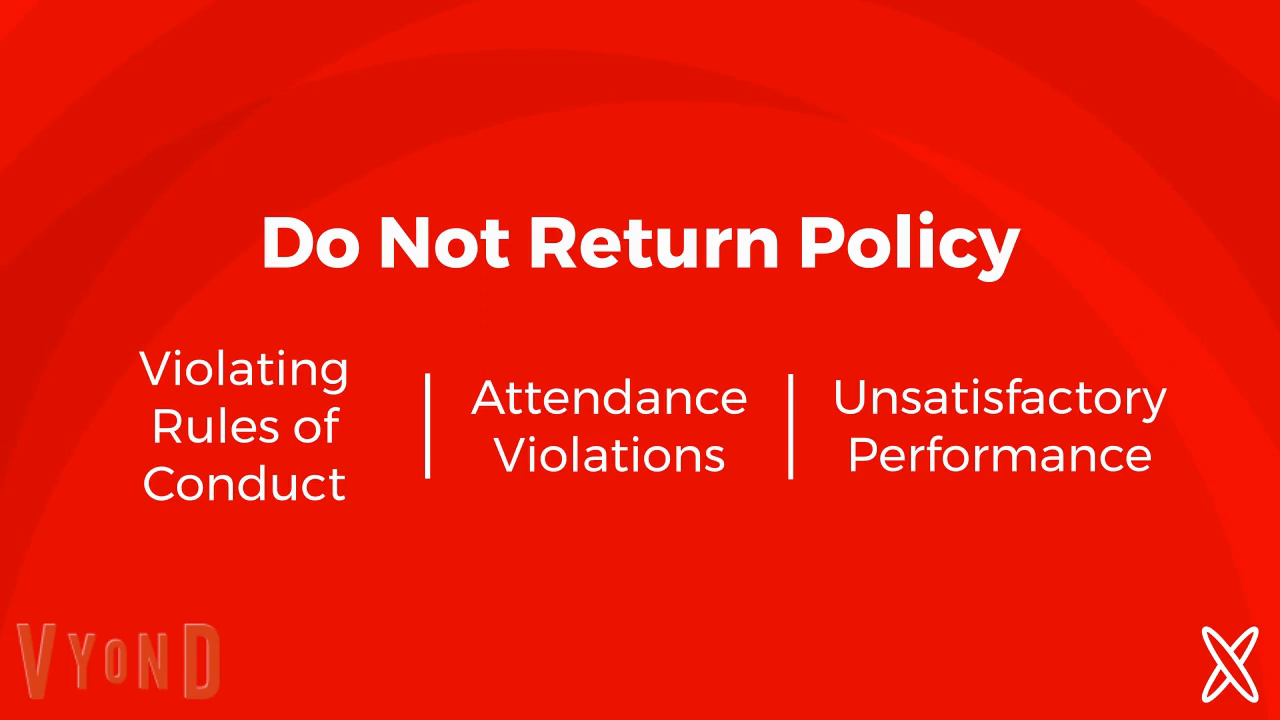 Do Not Return Policy
Violating
Rules of
Conduct
Attendance
Violations
Unsatisfactory
Performance
VYOND